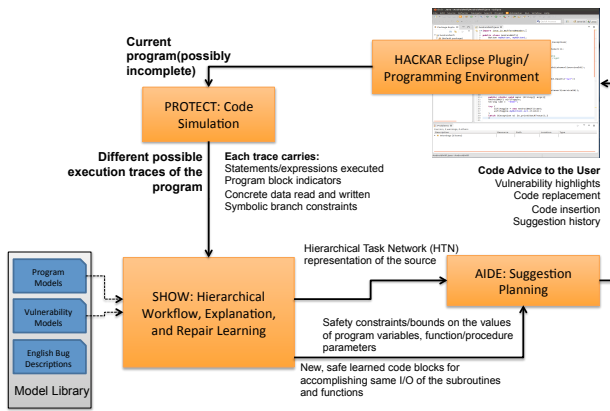 Current
program(possibly
incomplete)
HACKAR Eclipse Plugin/
Programming Environment
PROTECT: Code
Simulation
Different possible
execution traces of the
program
Each trace carries:
Statements/expressions executed
Program block indicators
Concrete data read and written
Symbolic branch constraints
Code Advice to the User
Vulnerability highlights
Code replacement
Code insertion
Suggestion history
Hierarchical Task Network (HTN)
representation of the source
Program
Models
Vulnerability
Models
English Bug
Descriptions
Model Library
SHOW: Hierarchical
Workflow, Explanation,
and Repair Learning
AIDE: Suggestion
Planning
Safety constraints/bounds on the values
of program variables, function/procedure
parameters
New, safe learned code blocks for
accomplishing same I/O of the subroutines
and functions